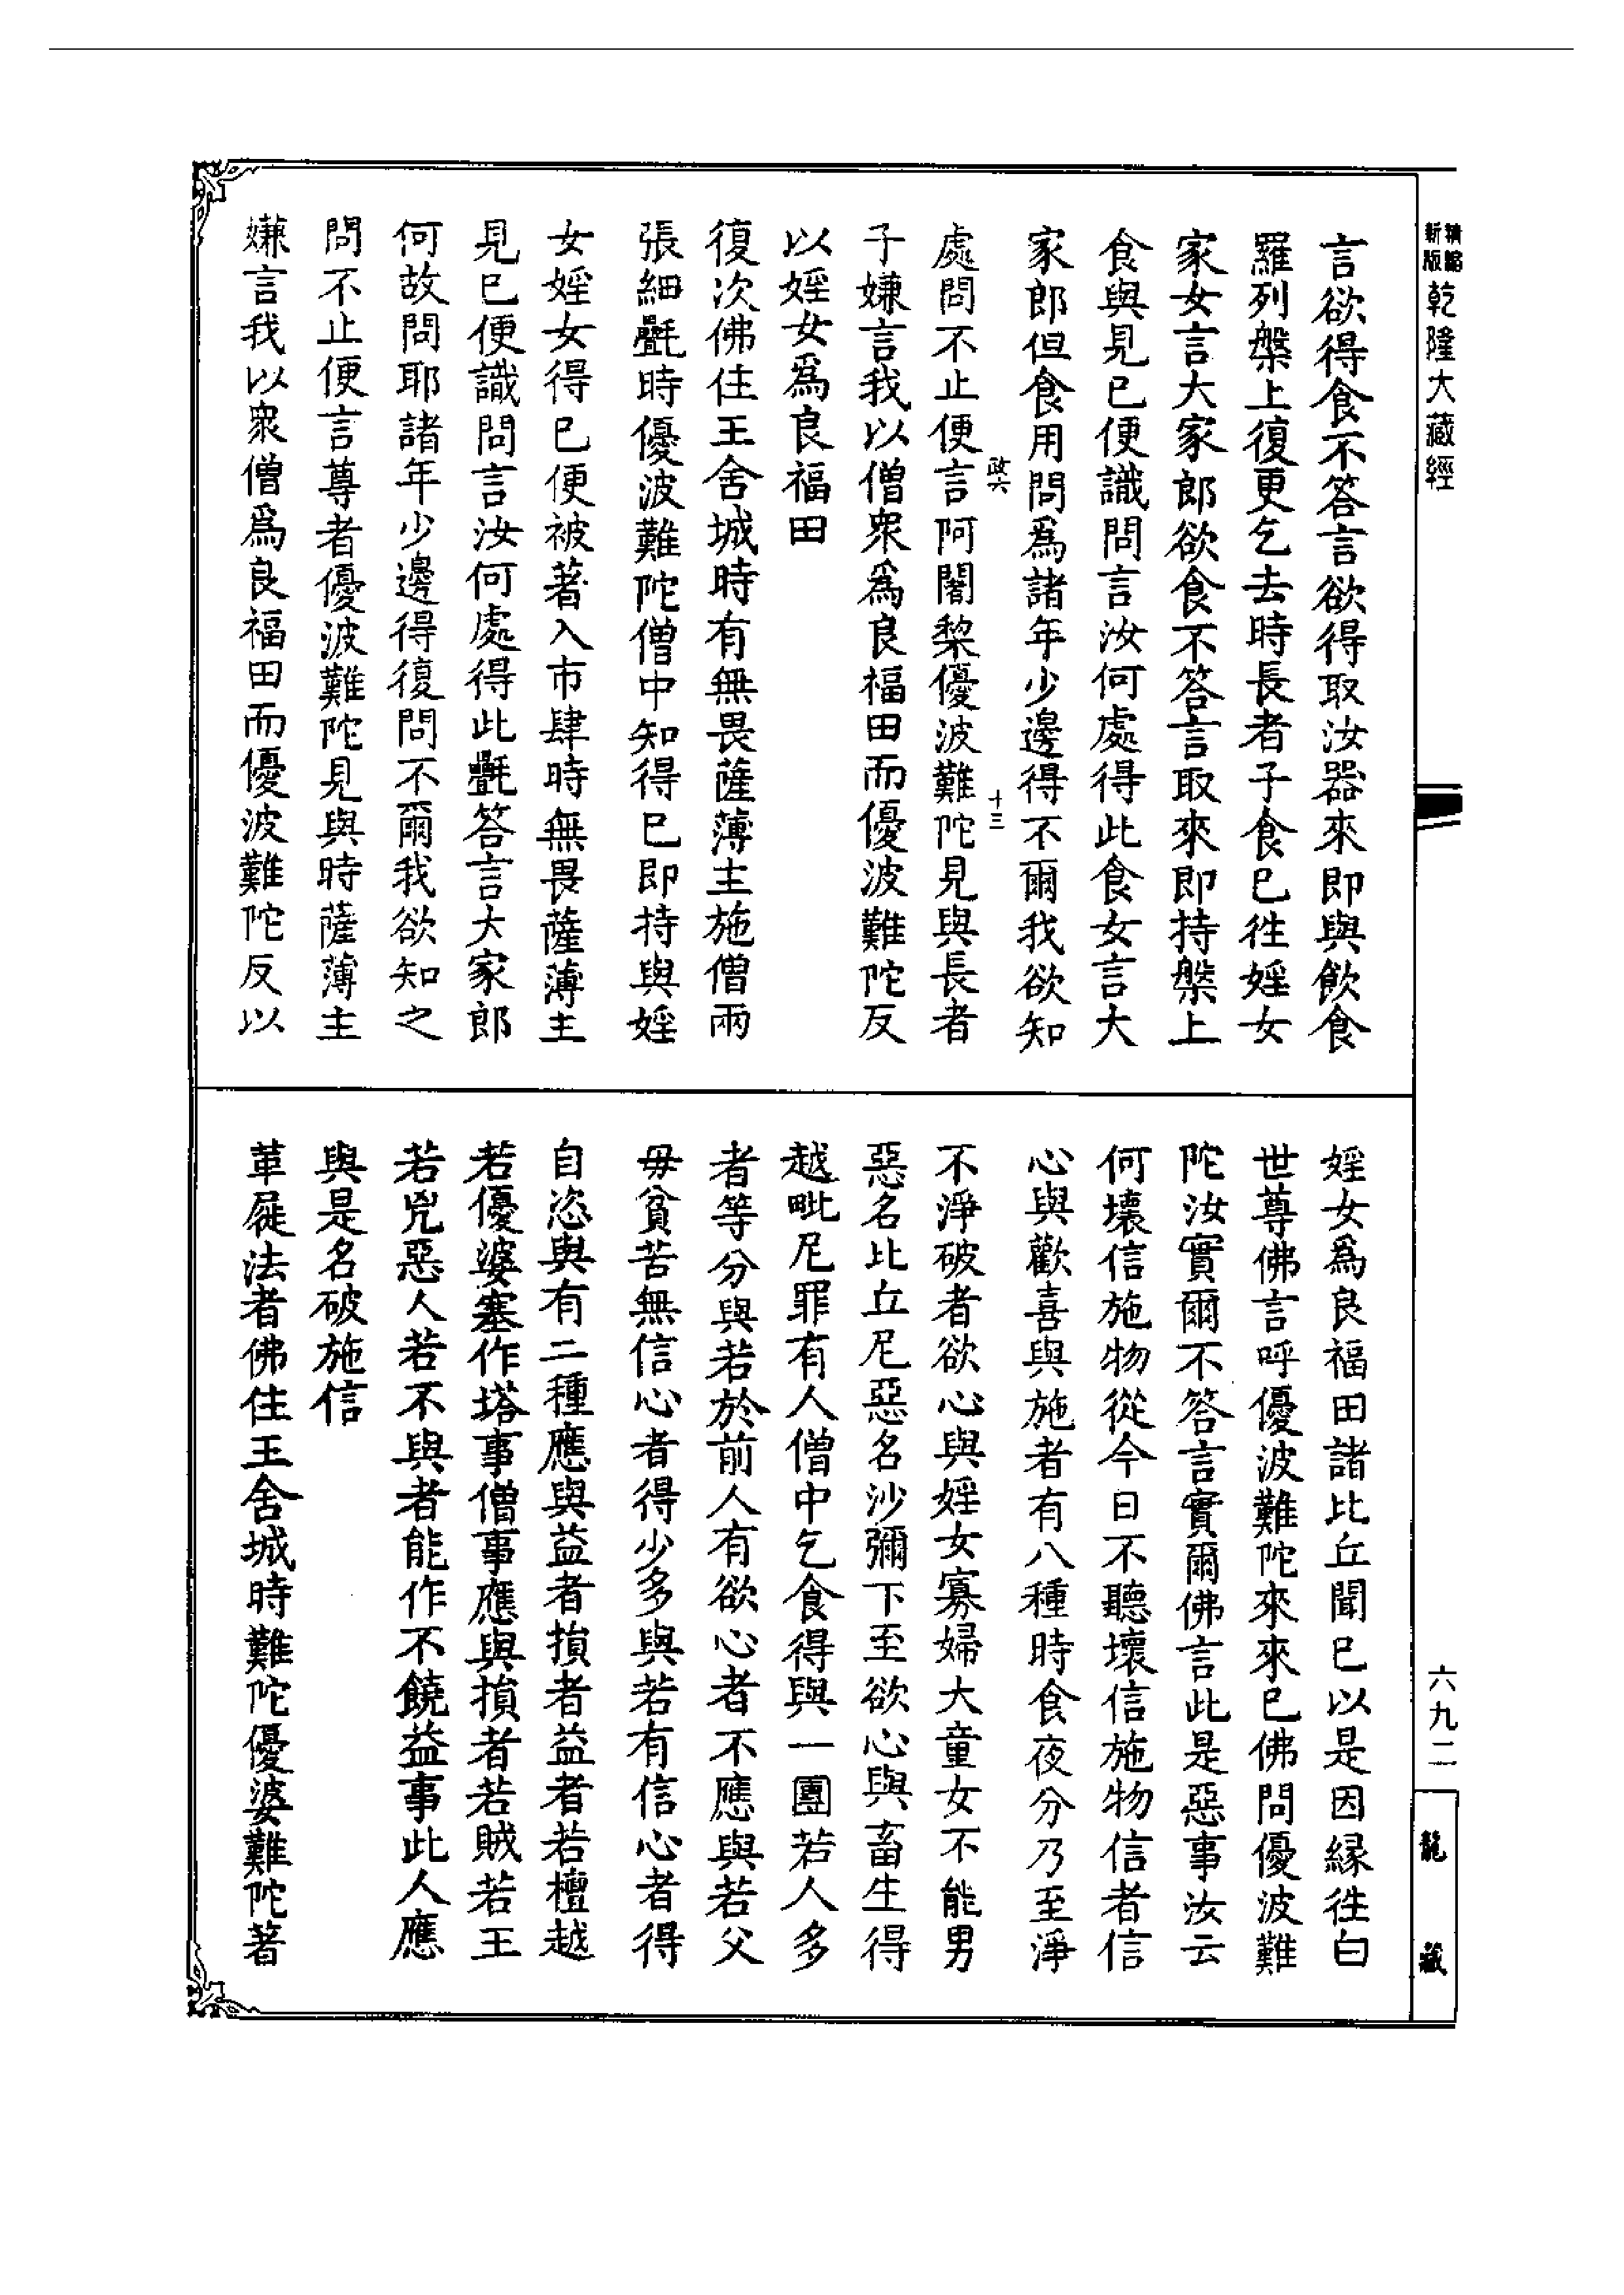 精縮
新版
乾隆大藏經
言欲得食不答言欲得取汝器來即與飲食
羅列槃上復更乞去時長者子食已往婬女
家女言大家郎欲食不答言取來即持槃上
食與見已便識問言汝何處得此食女言大
家郎但食用問為諸年少邊得不爾我欲知
政六
十三
處問不止便言阿闍棃優波難陀見與長者
子嫌言我以僧衆為良福田而優波難陀反
以婬女為良福田
復次佛住王舍城時有無畏薩薄主施僧兩
張細㲲時優波難陀僧中知得已即持與婬
女婬女得已便被著入市肆時無畏薩薄主
見已便識問言汝何處得此㲲答言大家郎
何故問耶諸年少邊得復問不爾我欲知之
問不止便言尊者優波難陀見與時薩薄主
嫌言我以衆僧為良福田而優波難陀反以
婬女為良福田諸比丘聞已以是因緣往白
世尊佛言呼優波難陀來來已佛問優波難
陀汝實爾不答言實爾佛言此是惡事汝云
何壞信施物從今日不聽壞信施物信者信
心與歡喜與施者有八種時食夜分乃至淨
不淨破者欲心與婬女寡婦大童女不能男
惡名比丘尼惡名沙彌下至欲心與畜生得
越毗尼罪有人僧中乞食得與一團若人多
者等分與若於前人有欲心者不應與若父
母貧苦無信心者得少多與若有信心者得
自恣與有二種應與益者損者益者若檀越
若優婆塞作塔事僧事應與損者若賊若王
若兇惡人若不與者能作不饒益事此人應
與是名破施信
革屣法者佛住王舍城時難陀優婆難陀著
六九二
龍藏